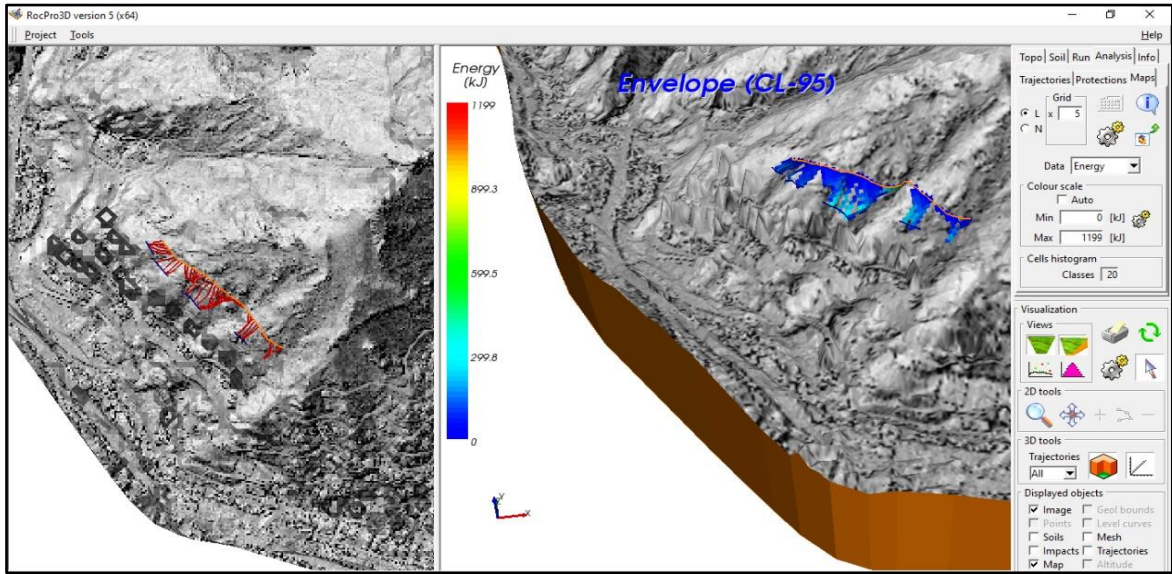 RocPro3D version 5 (x64)
Project Tools Help
Energy
(kJ)
1199
899.3
599.5
299.8
0
Envelope (CL-95)
Y
X
Topo Soil Run Analysis Info
Trajectories Protections Maps
Grid
L x 5
N
Data Energy
Colour scale
Auto
Min 0 [kJ]
Max 1199 [kJ]
Cells histogram
Classes 20
Visualization
Views
2D tools
3D tools
Trajectories
All
Displayed objects
Image Geol bounds
Points Level curves
Soils Mesh
Impacts Trajectories
Map Altitude